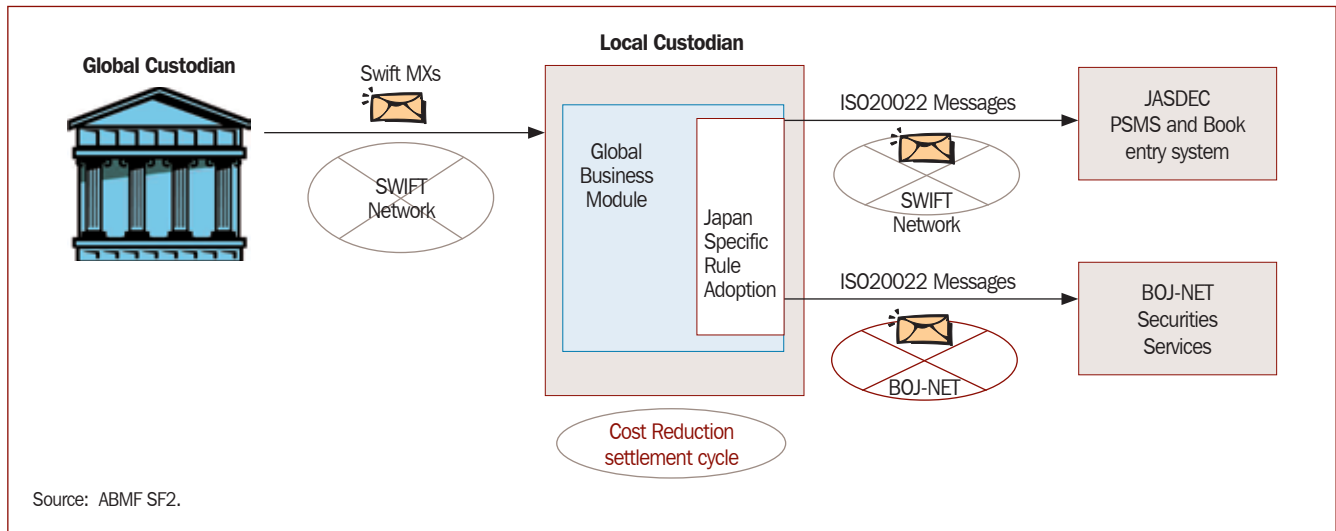 Global Custodian
Swift MXs
SWIFT
Network
Local Custodian
Global
Business
Module
Japan
Specific
Rule
Adoption
Cost Reduction
settlement cycle
ISO20022 Messages
SWIFT
Network
JASDEC
PSMS and Book
entry system
ISO20022 Messages
BOJ-NET
BOJ-NET
Securities
Services
Source: ABMF SF2.